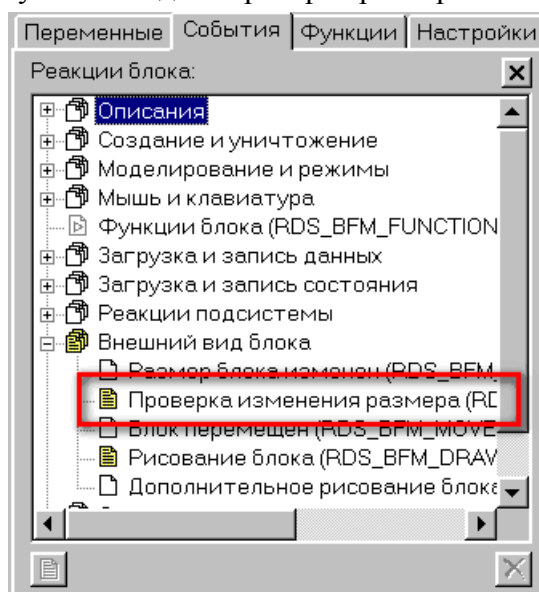 Переменные События Функции Настройки
Реакции блока:
Описания
Создание и уничтожение
Моделирование и режимы
Мышь и клавиатура
Функции блока (RDS_BFM_FUNCTION
Загрузка и запись данных
Загрузка и запись состояния
Реакции подсистемы
Внешний вид блока
Размер блока изменен (RDS_BFM_
Проверка изменения размера (RD
Блок перемещен (RDS_BFM_MOVE
Рисование блока (RDS_BFM_DRAW
Дополнительное рисование блока